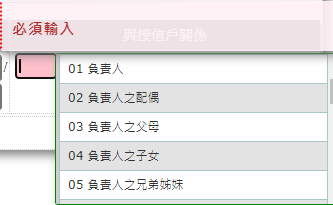 必須輸入
與授信戶關係
/
01 負責人
02 負責人之配偶
03 負責人之父母
04 負責人之子女
05 負責人之兄弟姊妹